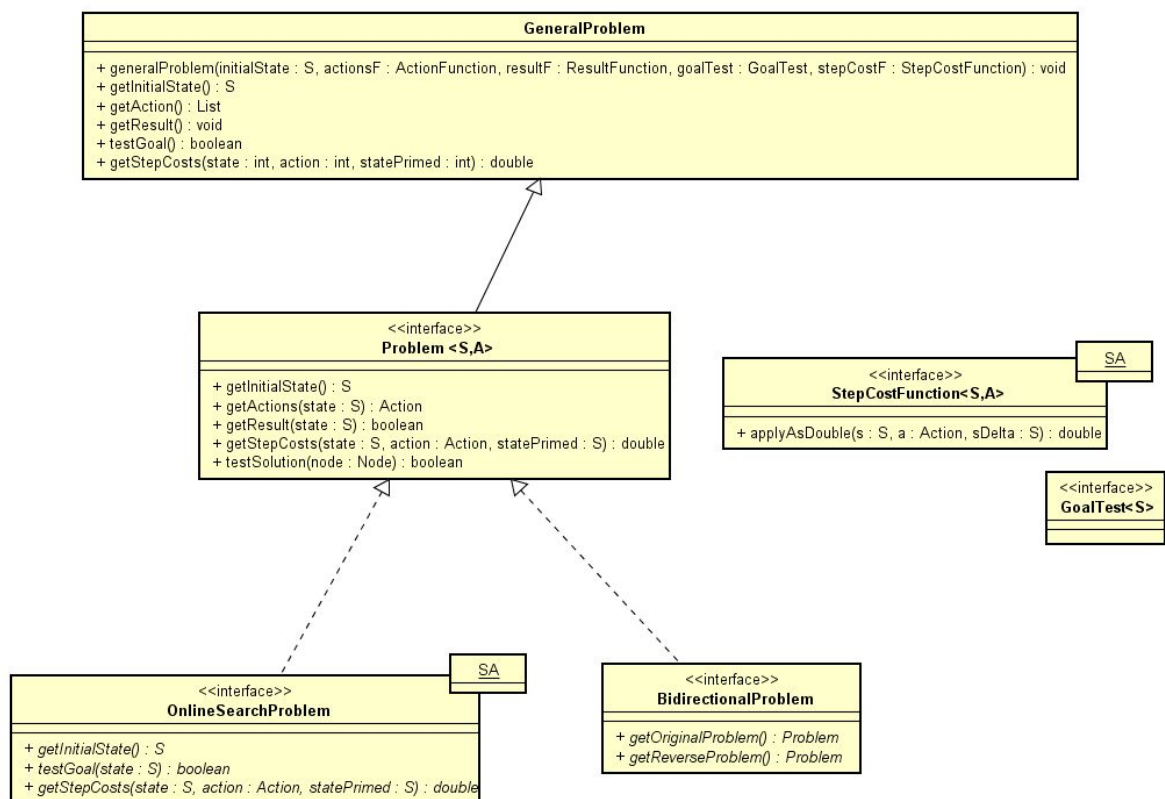 GeneralProblem
+ generalProblem(initialState : S, actionsF : ActionFunction, resultF : ResultFunction, goalTest : GoalTest, stepCostF : StepCostFunction) : void
+ getInitialState() : S
+ getAction() : List
+ getResult() : void
+ testGoal() : boolean
+ getStepCosts(state : int, action : int, statePrimed : int) : double
<<interface>>
Problem <S,A>
+ getInitialState() : S
+ getActions(state : S) : Action
+ getResult(state : S) : boolean
+ getStepCosts(state : S, action : Action, statePrimed : S) : double
+ testSolution(node : Node) : boolean
SA
<<interface>>
StepCostFunction<S,A>
+ applyAsDouble(s : S, a : Action, sDelta : S) : double
<<interface>>
GoalTest<S>
SA
<<interface>>
OnlineSearchProblem
+ getInitialState() : S
+ testGoal(state : S) : boolean
+ getStepCosts(state : S, action : Action, statePrimed : S) : double
<<interface>>
BidirectionalProblem
+ getOriginalProblem() : Problem
+ getReverseProblem() : Problem